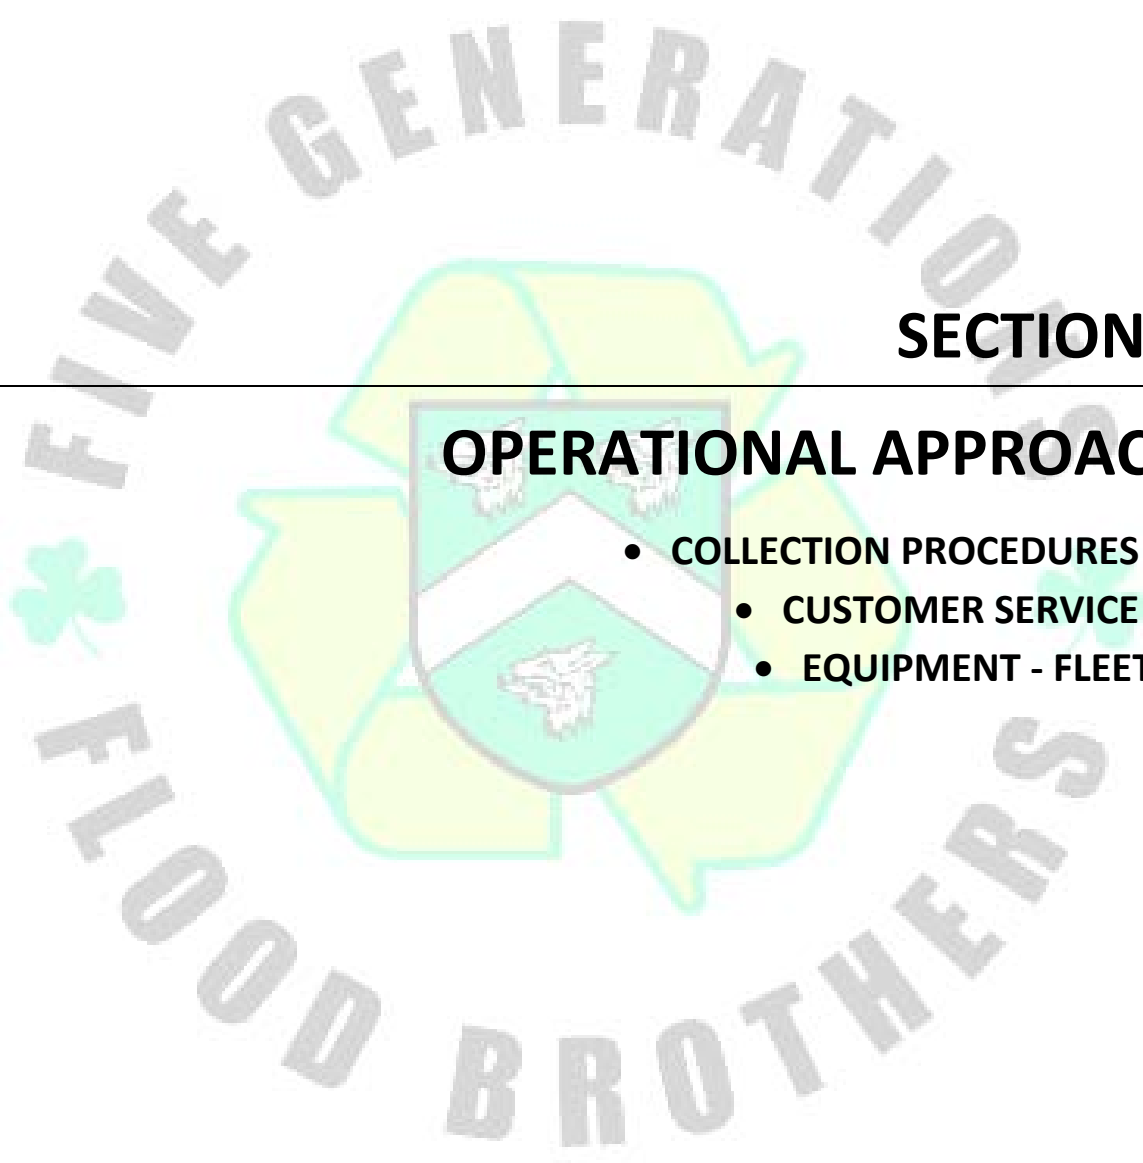 FIVE GENERATIONS
SECTION
OPERATIONAL APPROAC
• COLLECTION PROCEDURES
• CUSTOMER SERVICE
• EQUIPMENT - FLEET
FLOOD BROTHERS